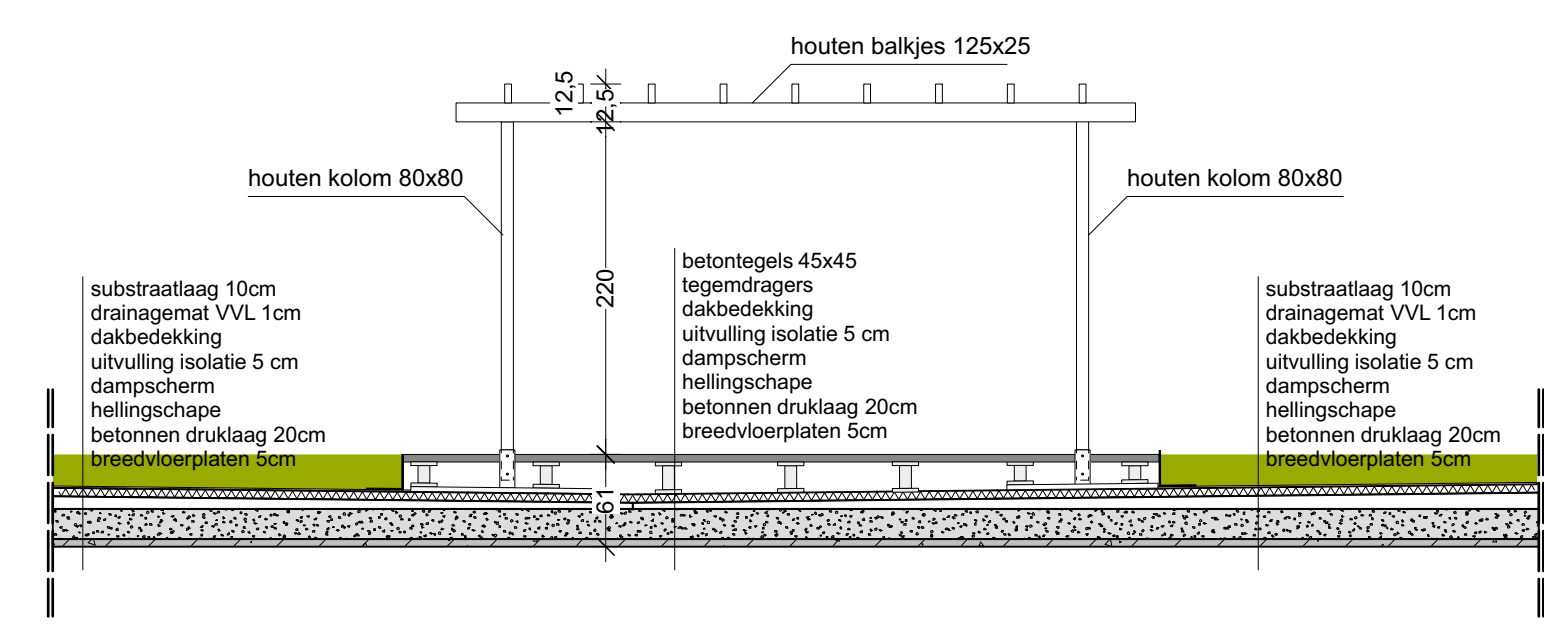 houten balkjes 125x25
12,5
12,5
houten kolom 80x80
houten kolom 80x80
220
betontegels 45x45
tegemdragers
dakbedekking
uitvulling isolatie 5 cm
dampscherm
hellingschape
betonnen druklaag 20cm
breedvloerplaten 5cm
substraatlaag 10cm
drainagemat VVL 1cm
dakbedekking
uitvulling isolatie 5 cm
dampscherm
hellingschape
betonnen druklaag 20cm
breedvloerplaten 5cm
substraatlaag 10cm
drainagemat VVL 1cm
dakbedekking
uitvulling isolatie 5 cm
dampscherm
hellingschape
betonnen druklaag 20cm
breedvloerplaten 5cm
61